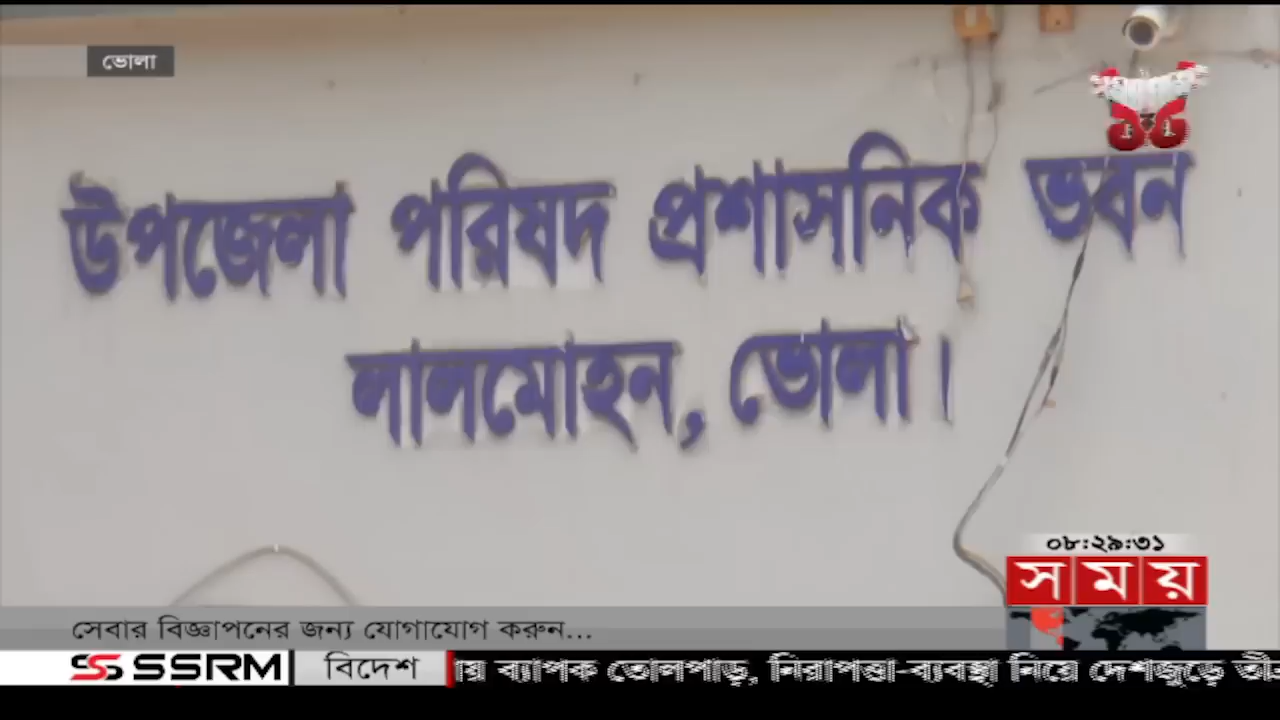 ভোলা
উপজেলা পরিষদ প্রশাসনিক ভবন
লালমোহন, ভোলা।
০৮:২৯:৩১
সময়
সেবার বিজ্ঞাপনের জন্য যোগাযোগ করুন...
SSRM বিদেশ য় ব্যাপক তোলপাড়, নিরাপত্তা-ব্যবস্থা নিয়ে দেশজুড়ে